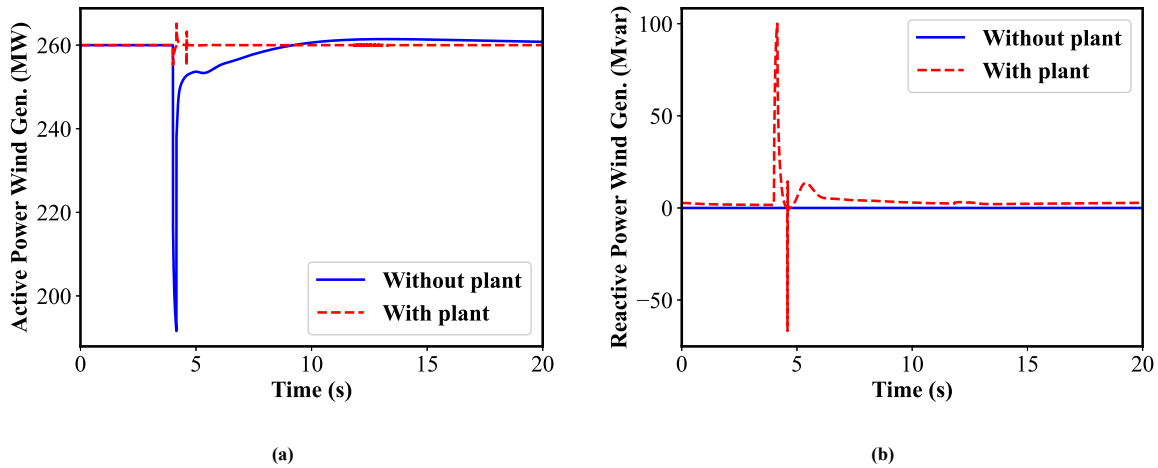 Active Power Wind Gen. (MW)
260
240
220
200
Without plant
With plant
0
5
10
15
20
Time (s)
(a)
Reactive Power Wind Gen. (Mvar)
100
50
0
−50
Without plant
With plant
0
5
10
15
20
Time (s)
(b)